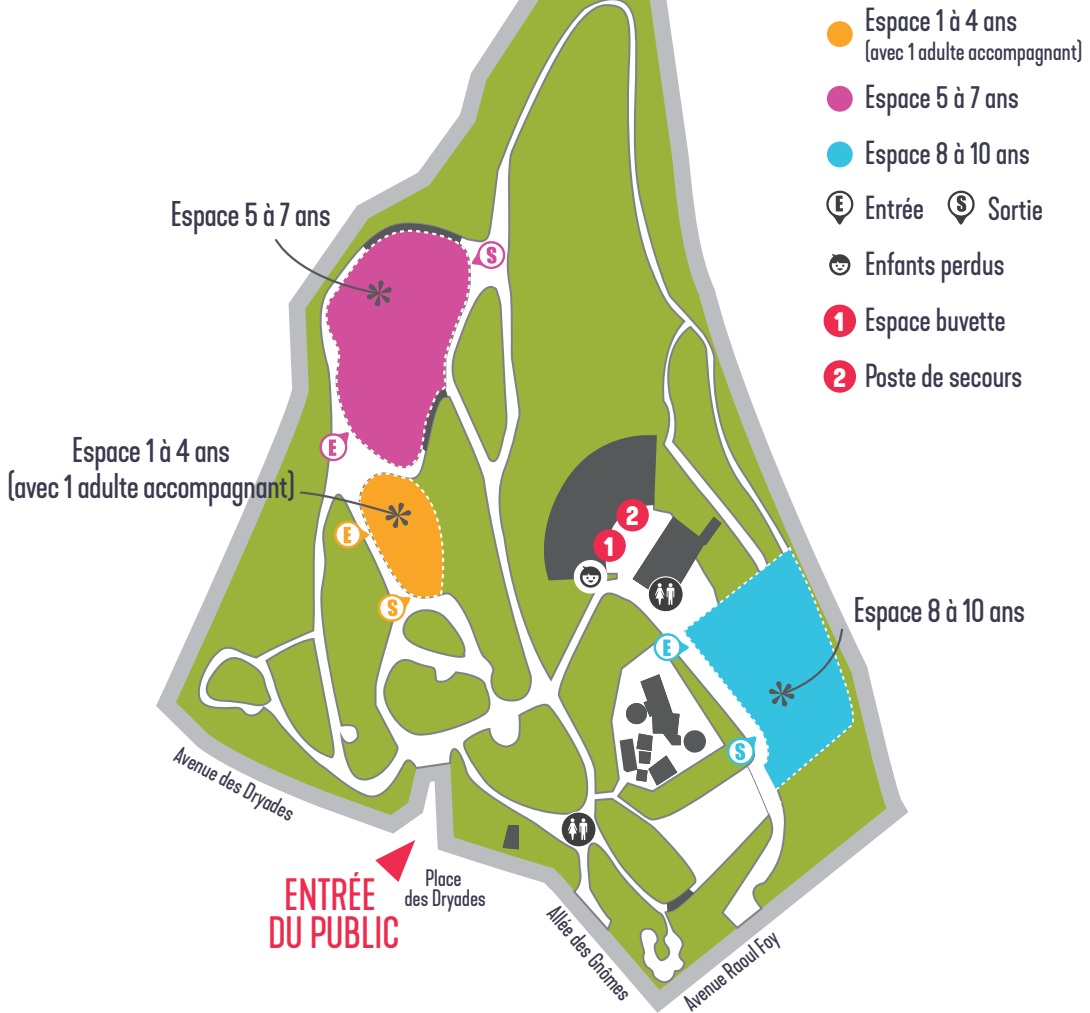 Espace 1 à 4 ans
(avec 1 adulte accompagnant)
Espace 5 à 7 ans
Espace 8 à 10 ans
E Entrée S Sortie
Enfants perdus
1 Espace buvette
2 Poste de secours
Espace 5 à 7 ans
S
E
Espace 1 à 4 ans
(avec 1 adulte accompagnant)
E
S
2
1
Espace 8 à 10 ans
E
S
Avenue des Dryades
ENTRÉE
DU PUBLIC
Place
des Dryades
Allée des Gnômes
Avenue Raoul Foy